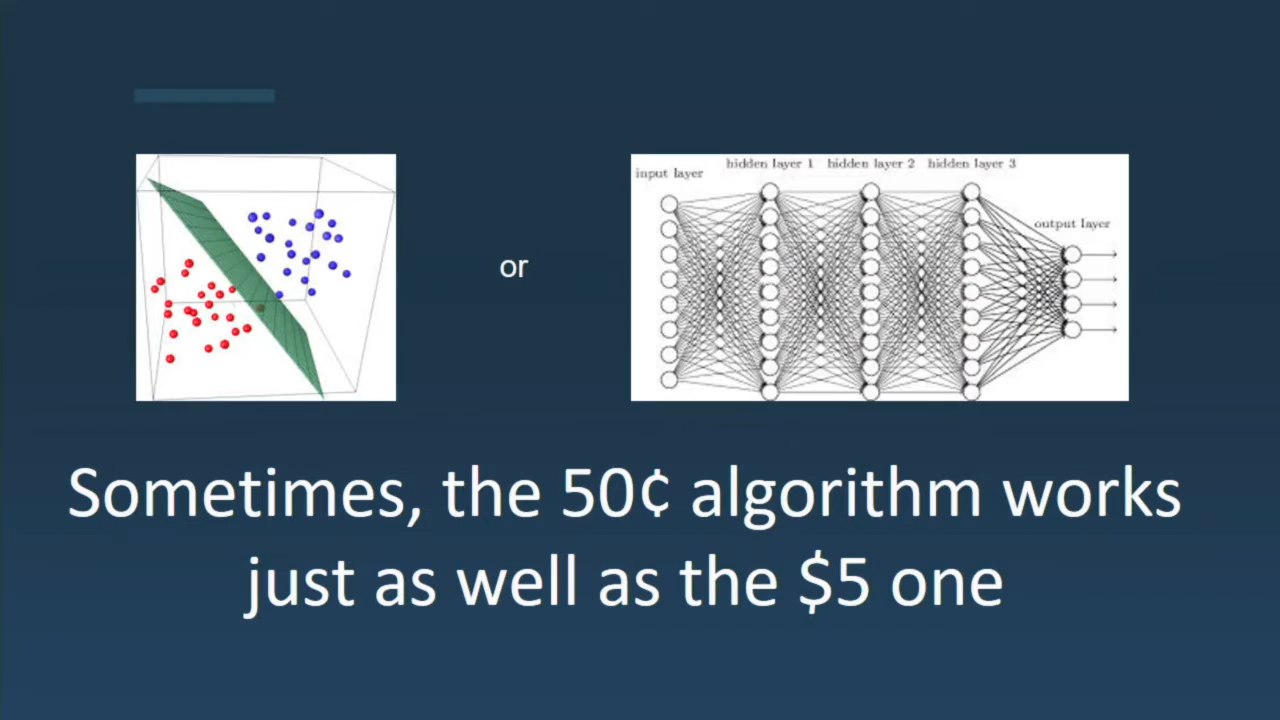 input layer
hidden layer 1
hidden layer 2
hidden layer 3
output layer
or
Sometimes, the 50¢ algorithm works
just as well as the $5 one